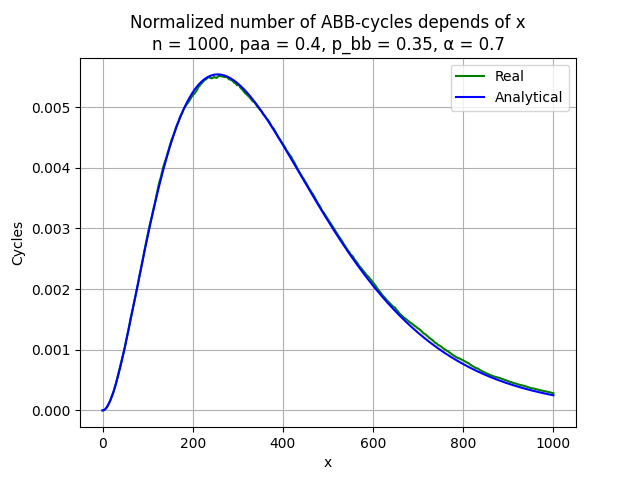 Normalized number of ABB-cycles depends of x
n = 1000, paa = 0.4, p_bb = 0.35, α = 0.7
Real
Analytical
0.005
0.004
0.003
0.002
0.001
0.000
Cycles
0 200 400 600 800 1000
x